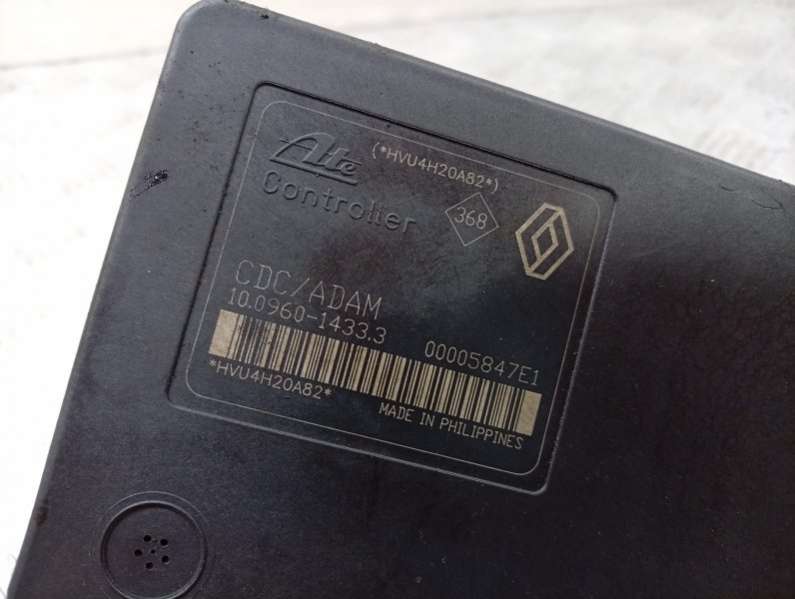 Ate
(*HVU4H20A82*)
Controller
368
CDC/ADAM
10.0960-1433.3
00005847E1
*HVU4H20A82*
MADE IN PHILIPPINES